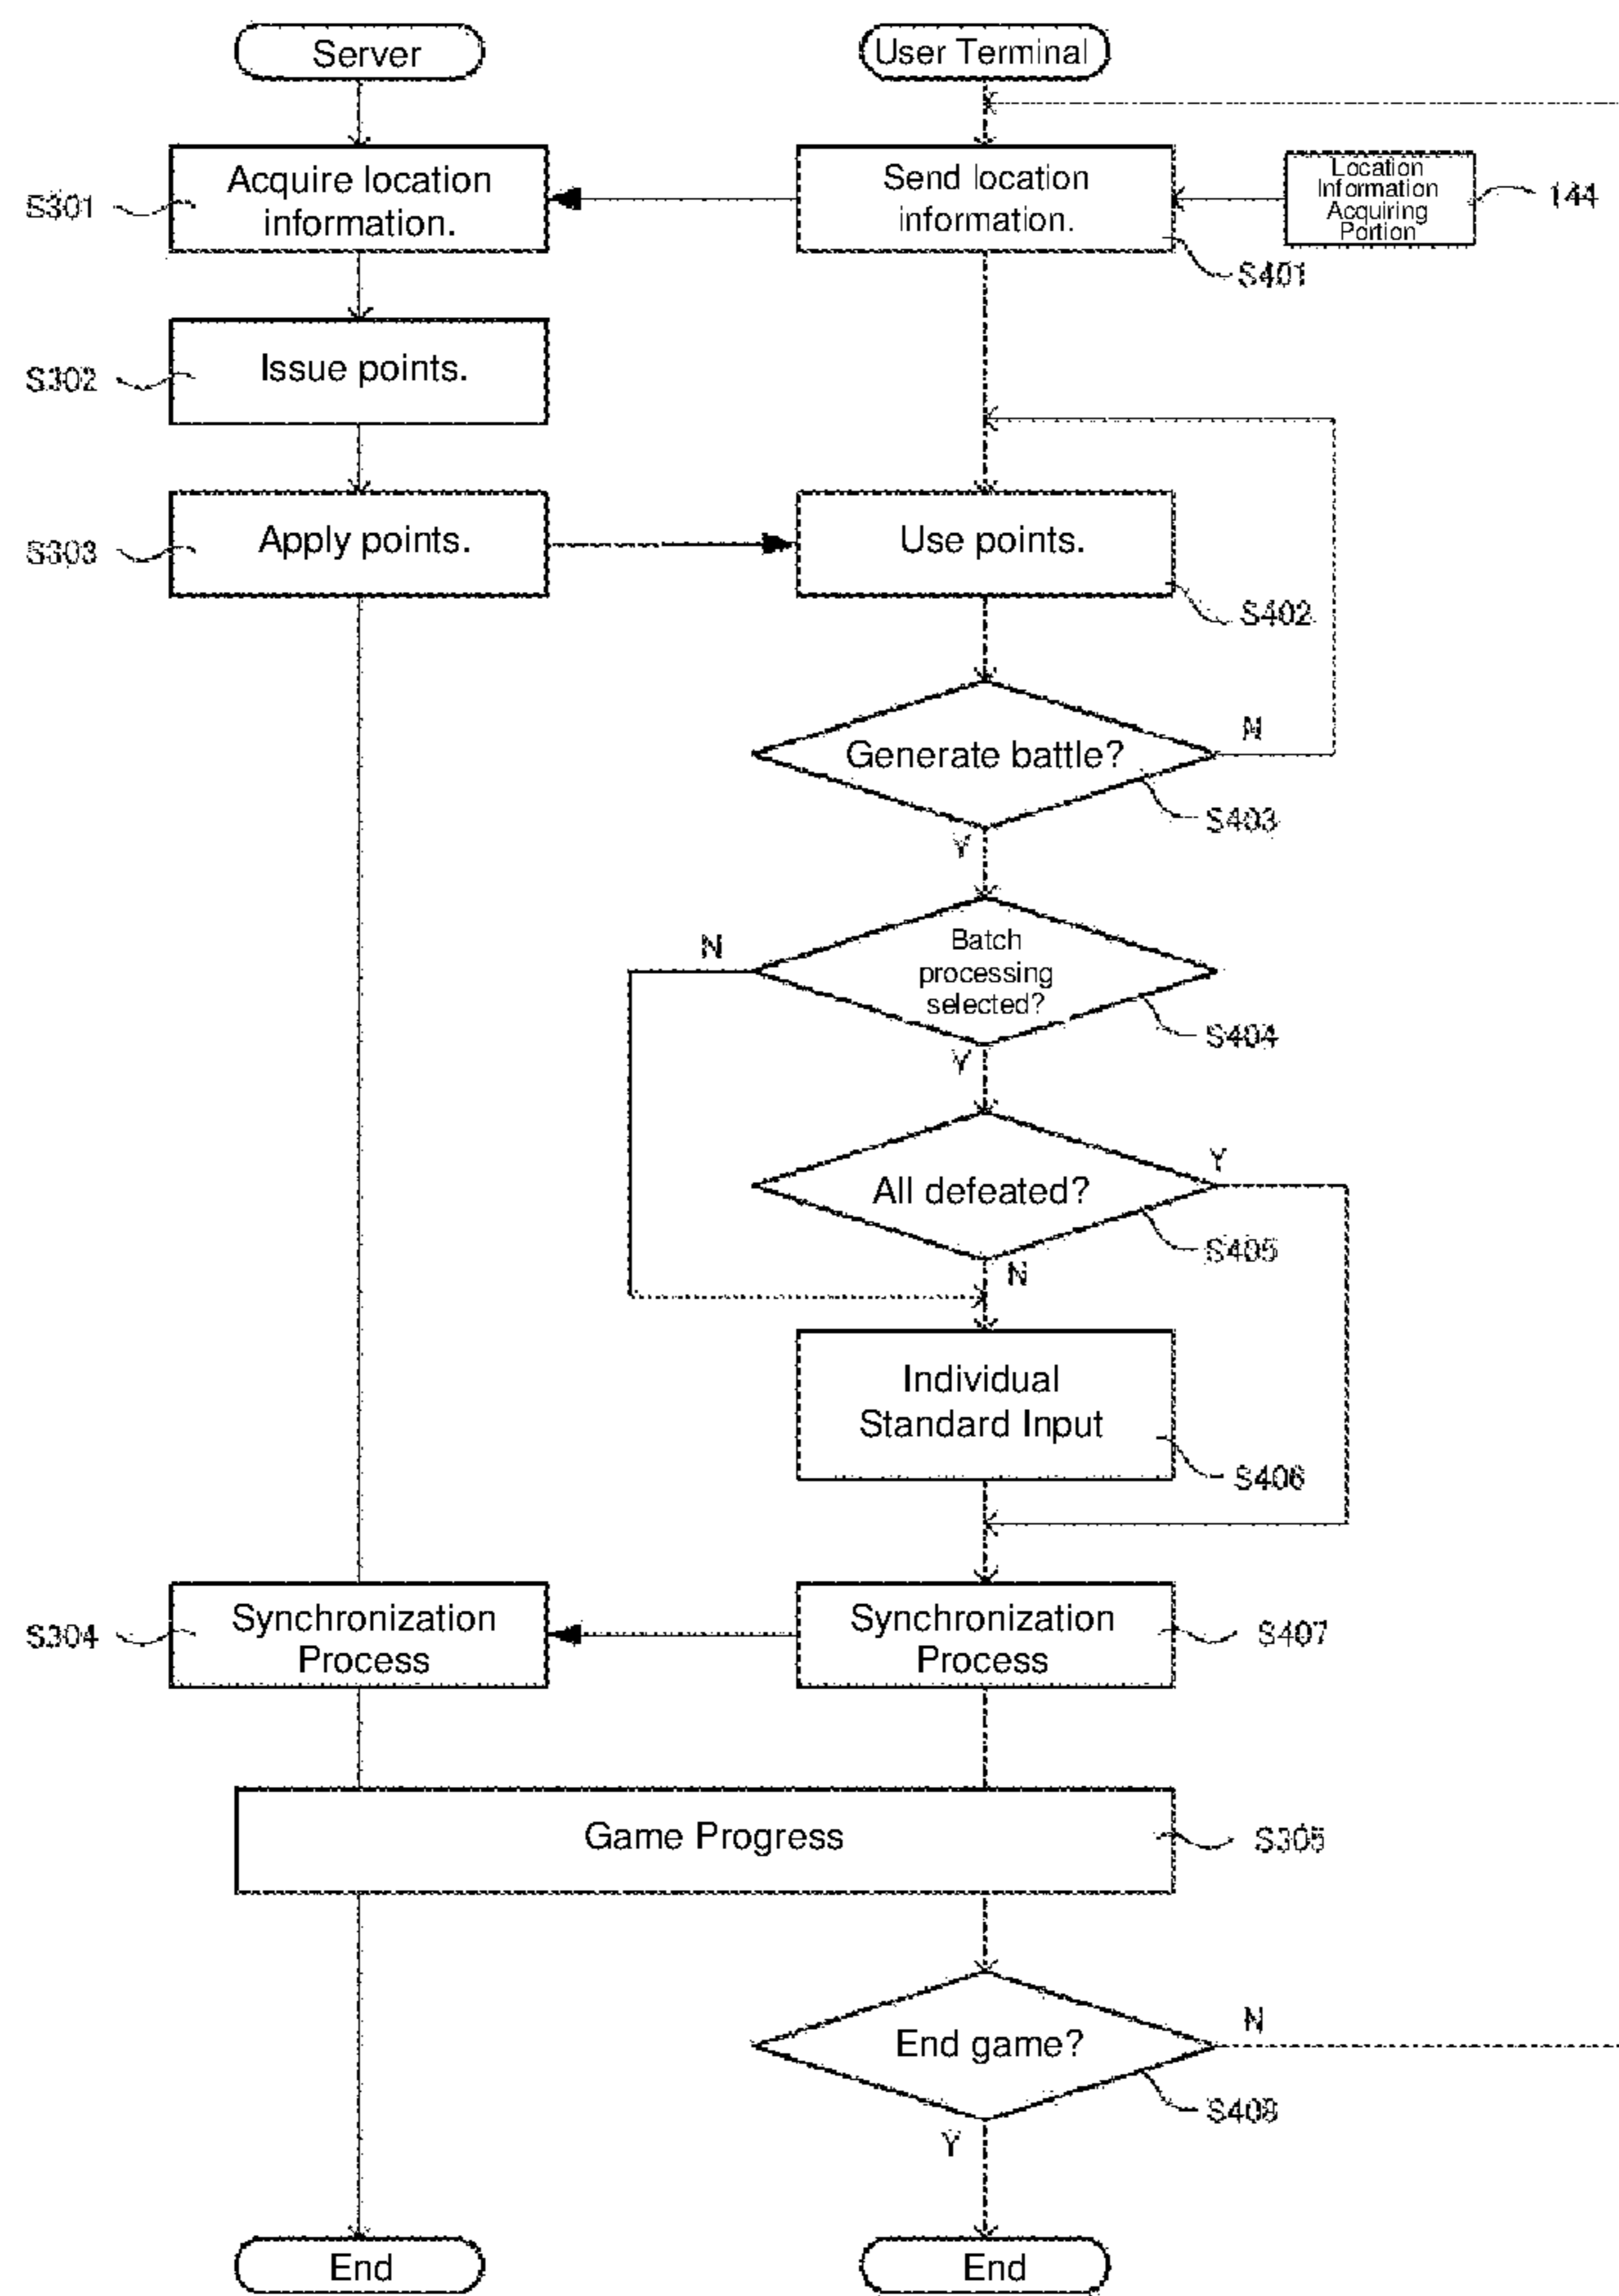 Server
User Terminal
Acquire location
information.
S301
Send location
information.
S401
Location
Information
Acquiring
Portion
144
Issue points.
S302
Apply points.
S303
Use points.
S402
Generate battle?
N
S403
Y
N
Batch
processing
selected?
S404
Y
All defeated?
Y
S405
N
Individual
Standard Input
S406
Synchronization
Process
S304
Synchronization
Process
S407
Game Progress
S305
End game?
N
S408
Y
End
End